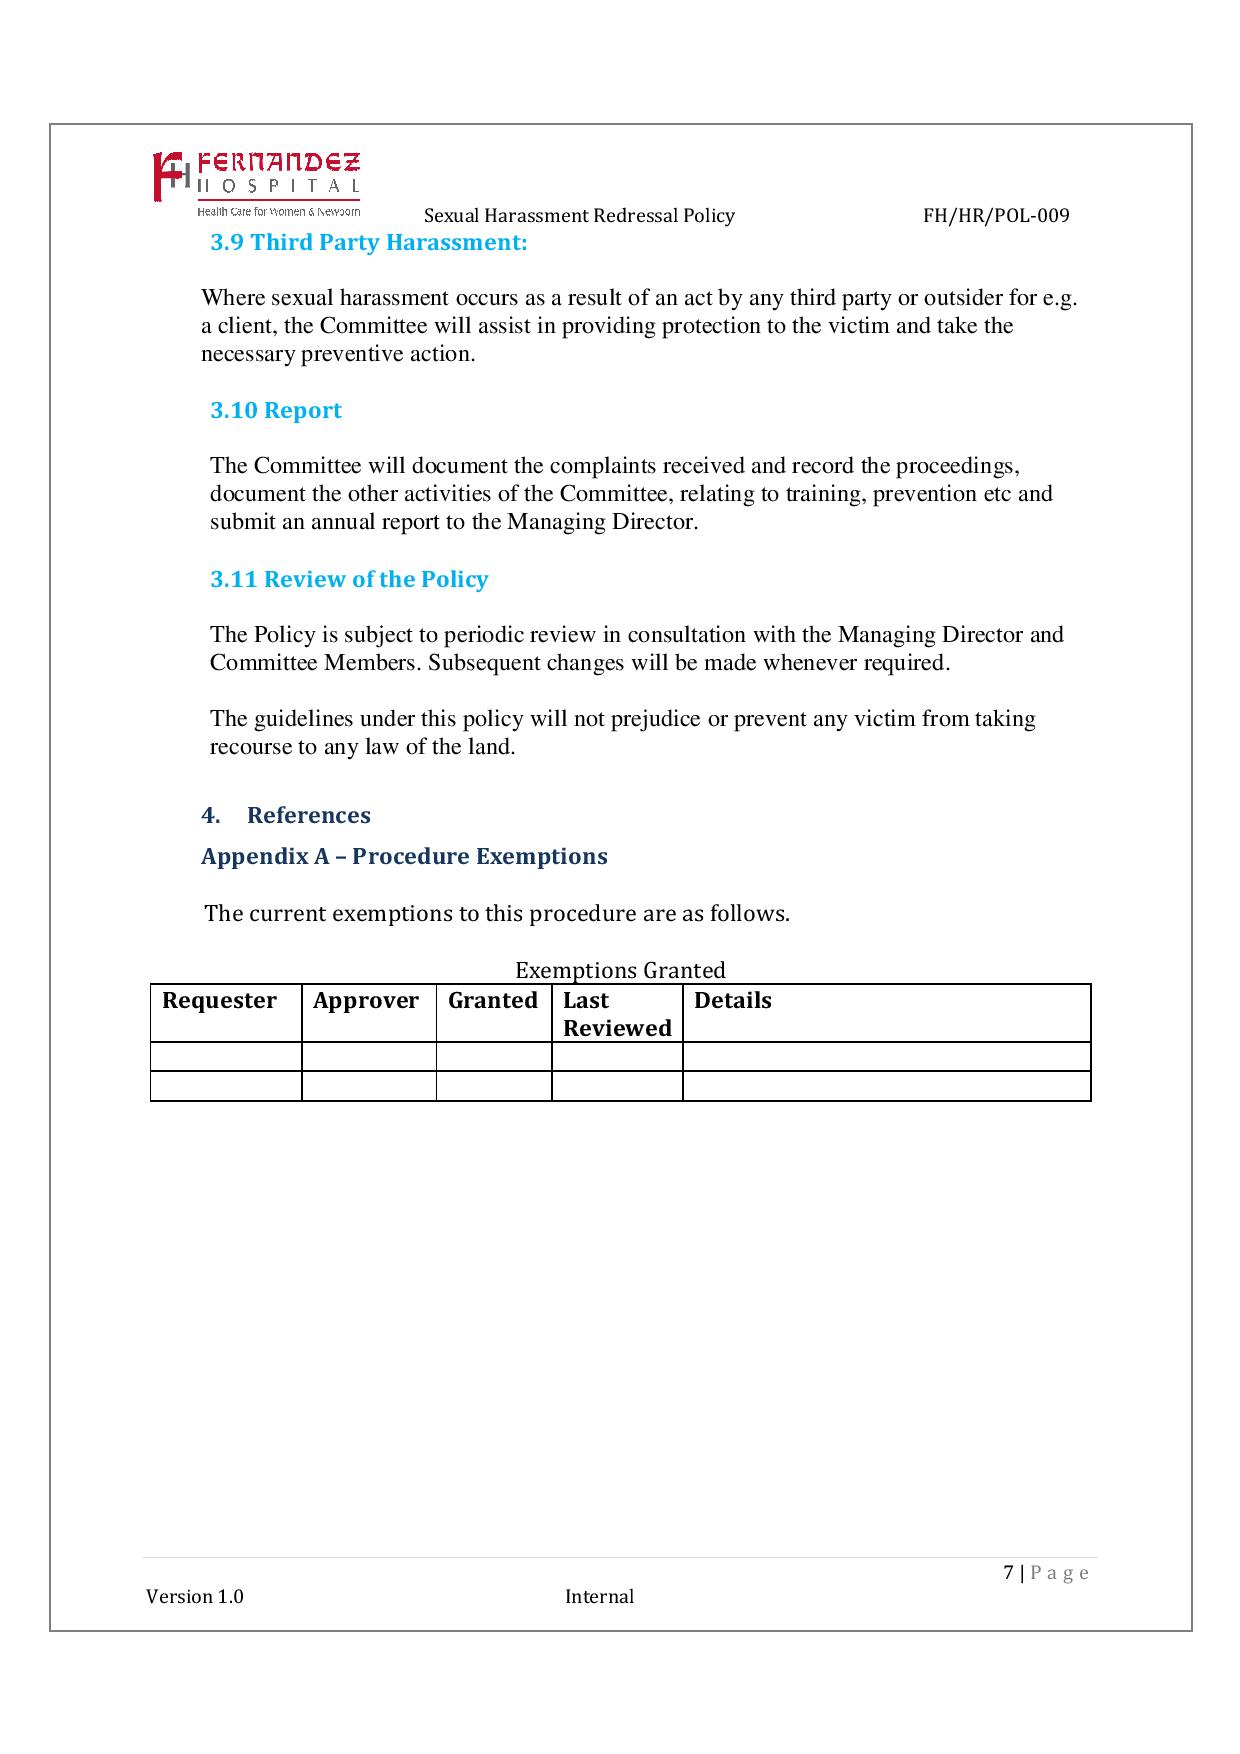 FH FERNANDEZ
HOSPITAL
Health Care for Women & Newborn
Sexual Harassment Redressal Policy FH/HR/POL-009
3.9 Third Party Harassment:
Where sexual harassment occurs as a result of an act by any third party or outsider for e.g.
a client, the Committee will assist in providing protection to the victim and take the
necessary preventive action.
3.10 Report
The Committee will document the complaints received and record the proceedings,
document the other activities of the Committee, relating to training, prevention etc and
submit an annual report to the Managing Director.
3.11 Review of the Policy
The Policy is subject to periodic review in consultation with the Managing Director and
Committee Members. Subsequent changes will be made whenever required.
The guidelines under this policy will not prejudice or prevent any victim from taking
recourse to any law of the land.
4. References
Appendix A – Procedure Exemptions
The current exemptions to this procedure are as follows.
Exemptions Granted
Requester Approver Granted Last Details
Reviewed
7 | Page
Version 1.0 Internal